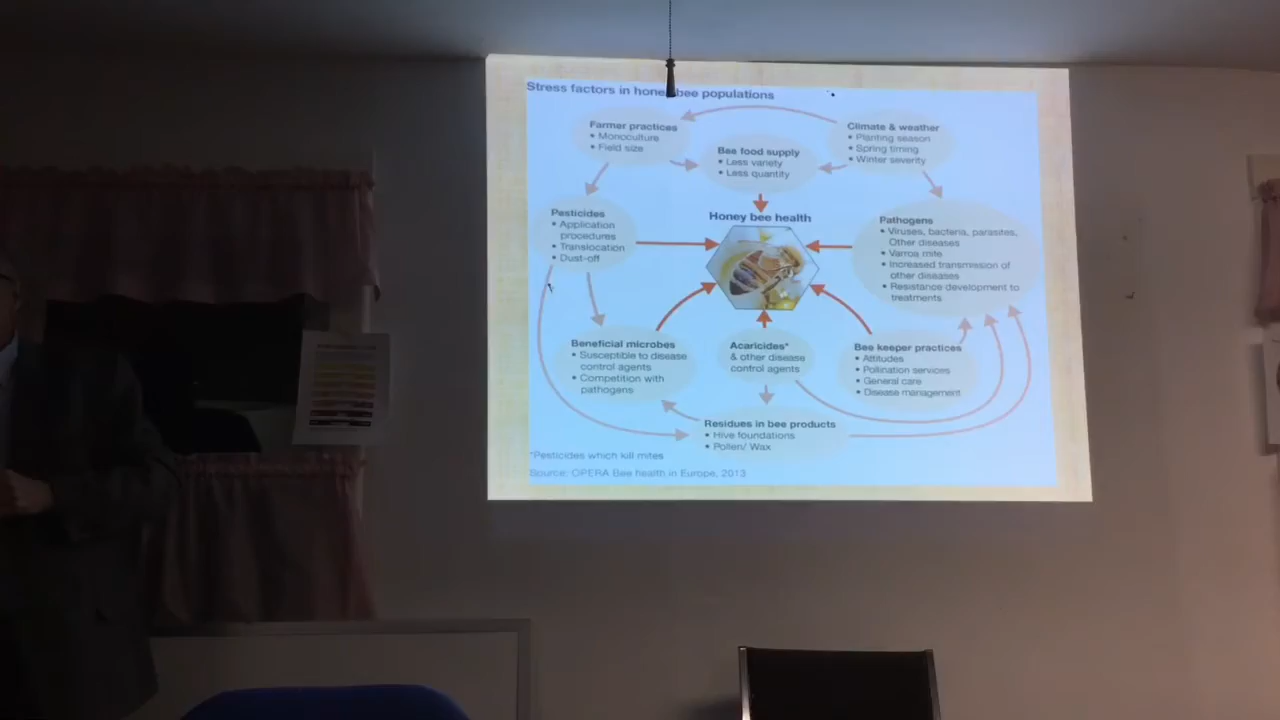 Stress factors in honey bee populations
Farmer practices
• Monoculture
• Field size
Climate & weather
• Planting season
• Spring timing
• Winter severity
Bee food supply
• Less variety
• Less quantity
Pesticides
• Application
procedures
• Translocation
• Dust-off
Honey bee health
Pathogens
• Viruses, bacteria, parasites,
Other diseases
• Varroa mite
• Increased transmission of
other diseases
• Resistance development to
treatments
Beneficial microbes
• Susceptible to disease
control agents
• Competition with
pathogens
Acaricides*
& other disease
control agents
Bee keeper practices
• Attitudes
• Pollination services
• General care
• Disease management
Residues in bee products
• Hive foundations
• Pollen/ Wax
*Pesticides which kill mites
Source: OPERA Bee health in Europe, 2013